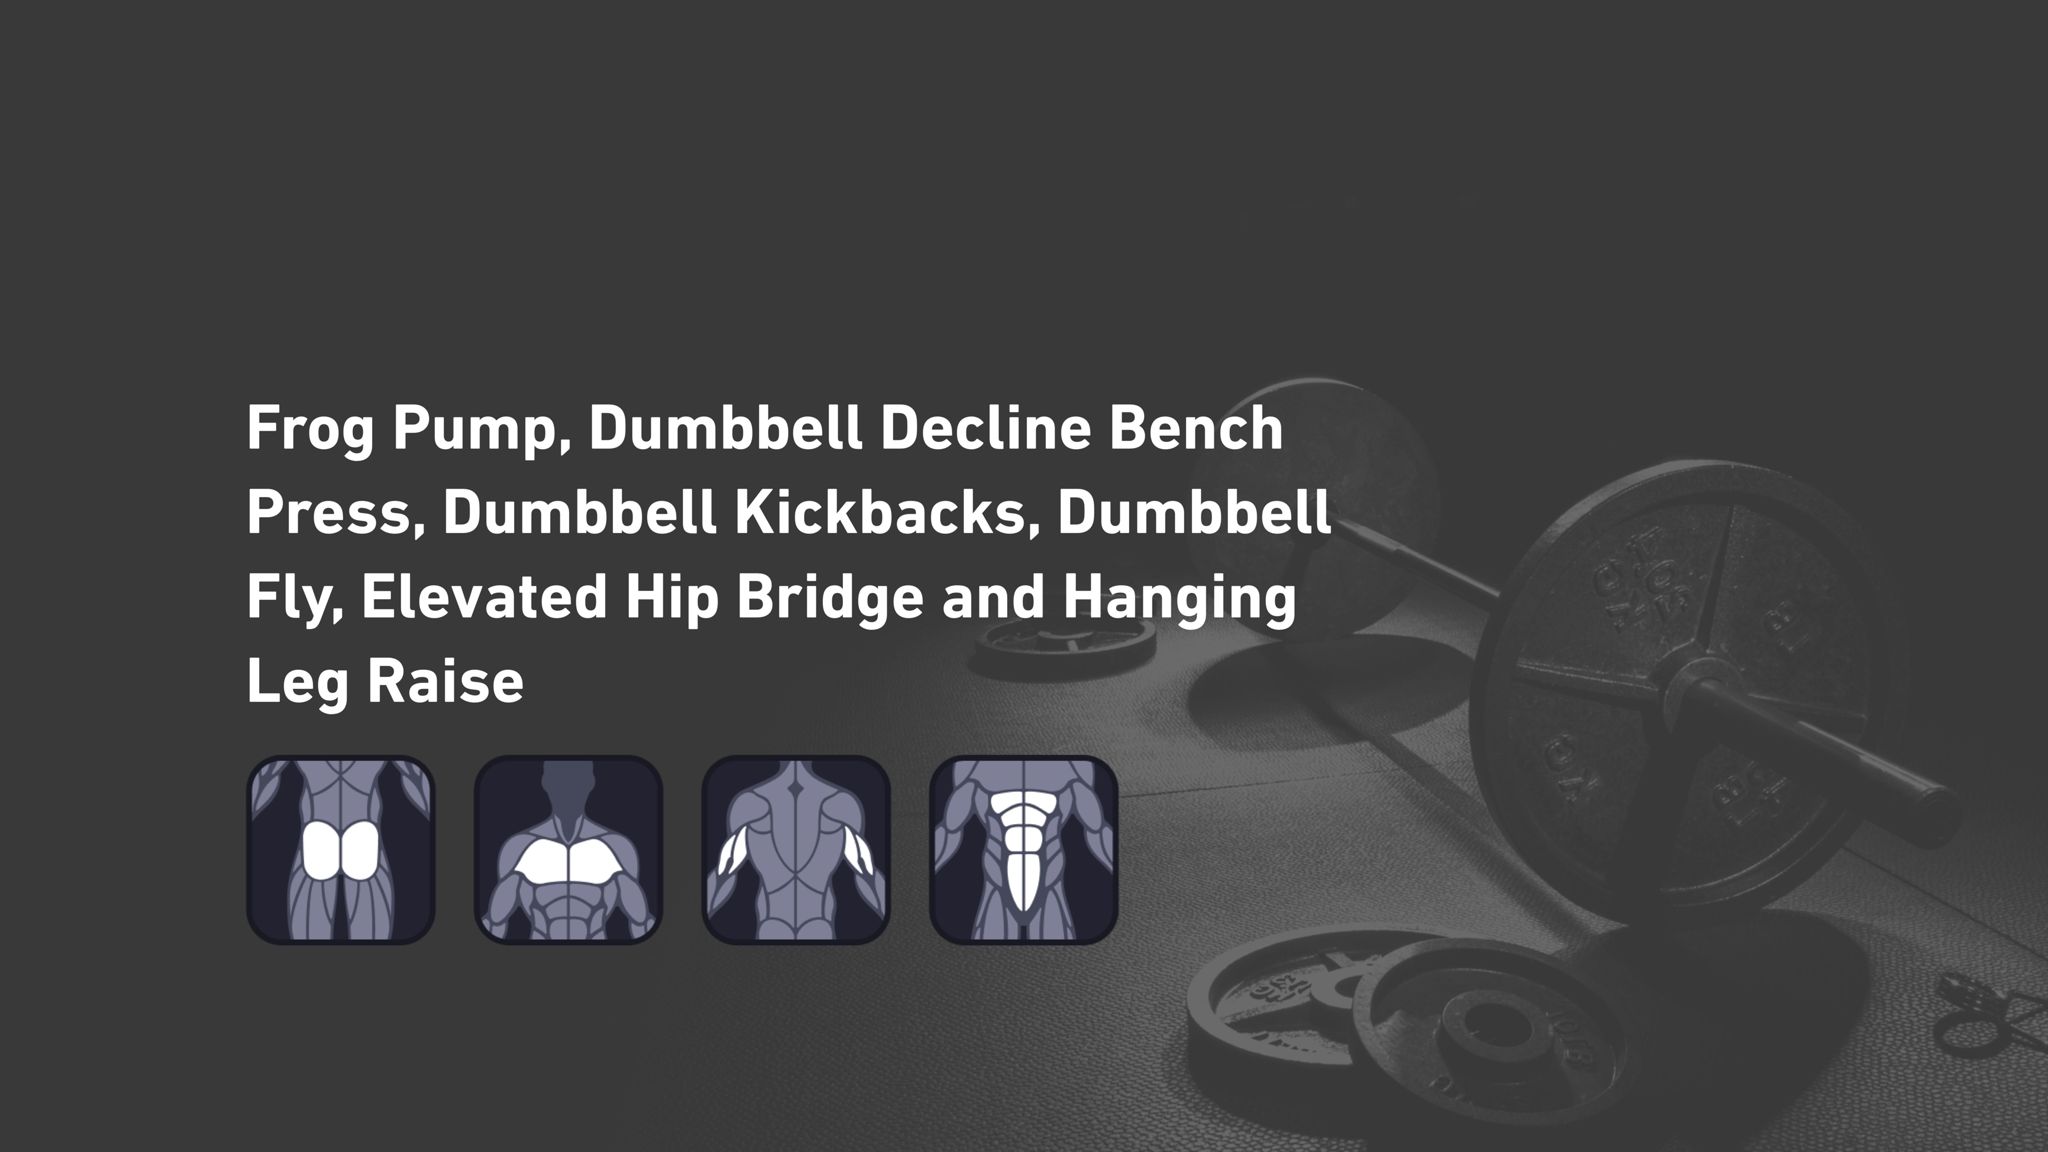 Frog Pump, Dumbbell Decline Bench
Press, Dumbbell Kickbacks, Dumbbell
Fly, Elevated Hip Bridge and Hanging
Leg Raise